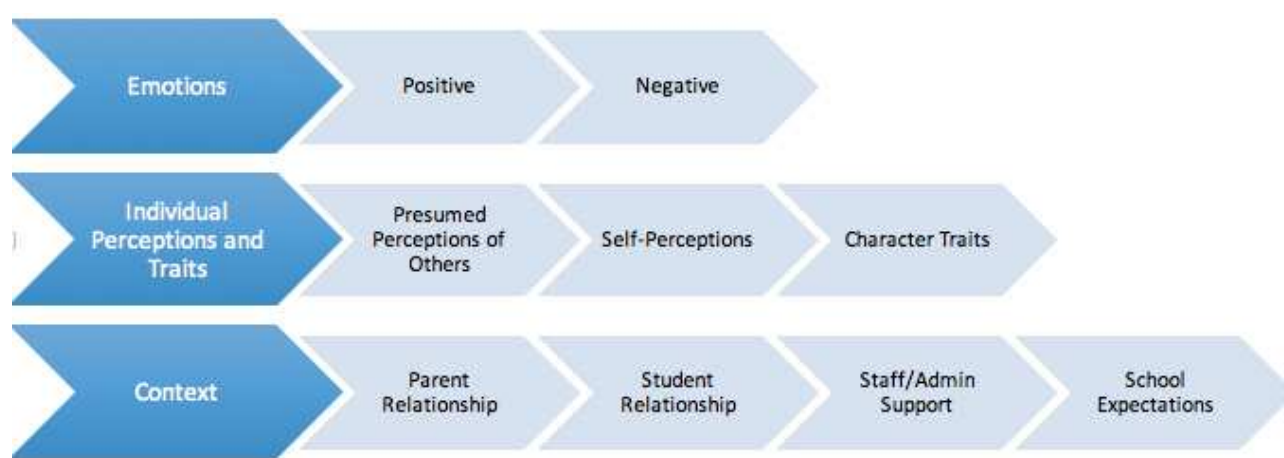 Emotions
Positive
Negative
Individual
Perceptions and
Traits
Presumed
Perceptions of
Others
Self-Perceptions
Character Traits
Context
Parent
Relationship
Student
Relationship
Staff/Admin
Support
School
Expectations